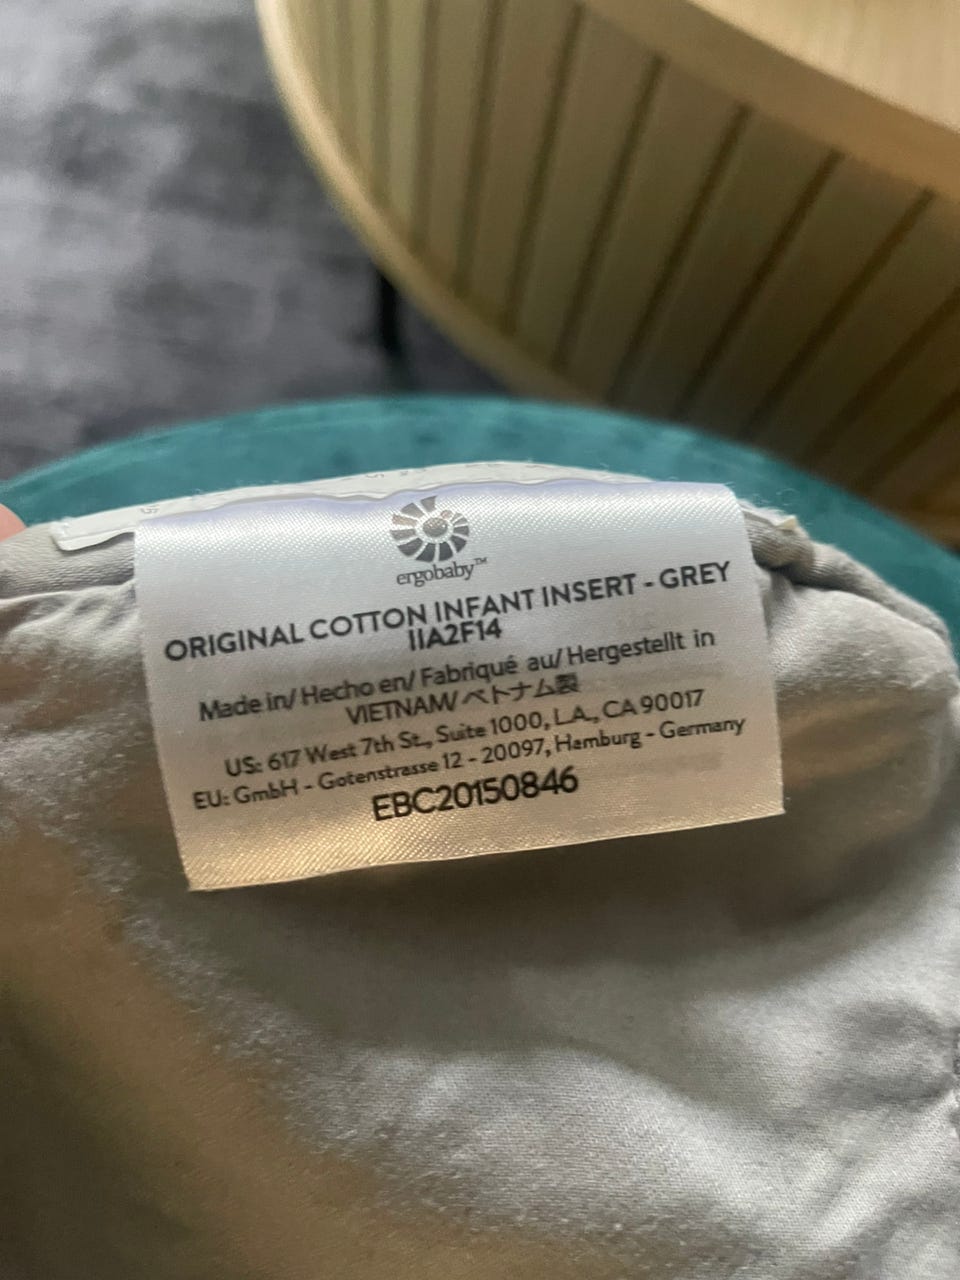 ergobaby™
ORIGINAL COTTON INFANT INSERT - GREY
IIA2F14
Made in/ Hecho en/ Fabriqué au/ Hergestellt in
VIETNAM/ ベトナム製
US: 617 West 7th St., Suite 1000, L.A., CA 90017
EU: GmbH - Gotenstrasse 12 - 20097, Hamburg - Germany
EBC20150846